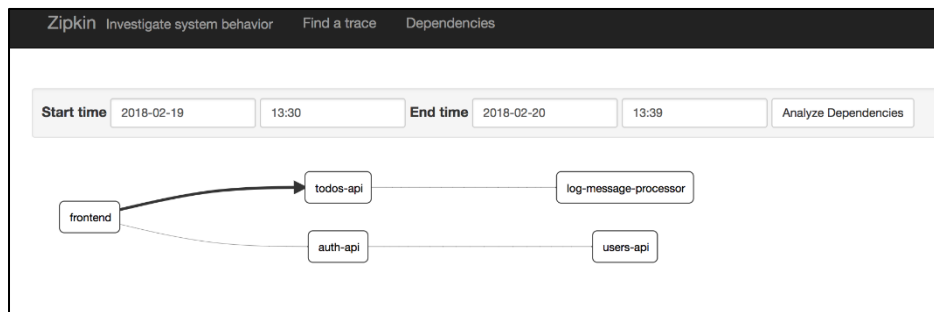 Zipkin Investigate system behavior Find a trace Dependencies
Start time 2018-02-19 13:30 End time 2018-02-20 13:39 Analyze Dependencies
todos-api log-message-processor
frontend
auth-api users-api